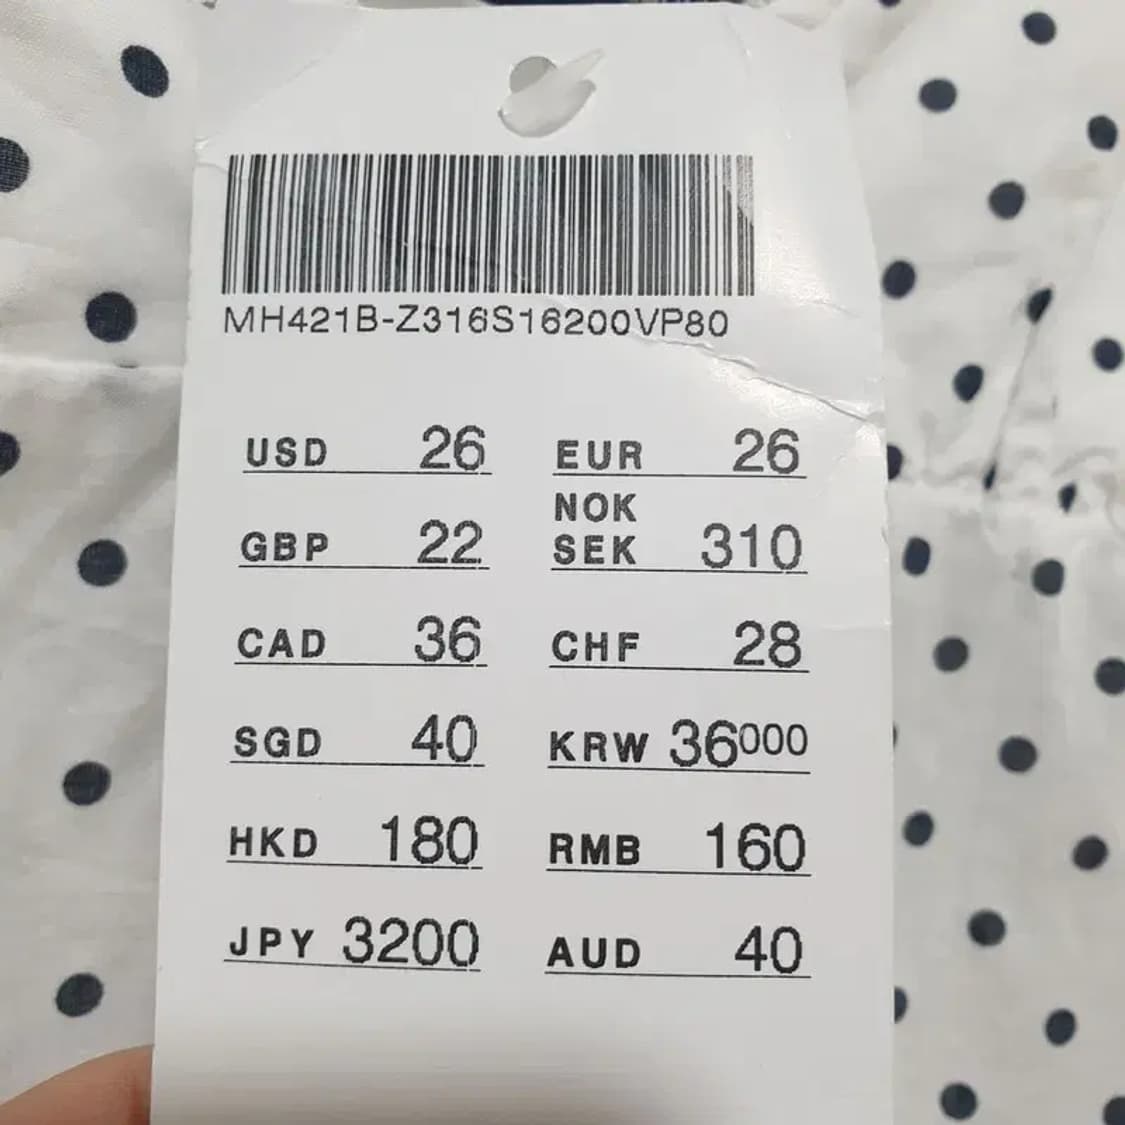 MH421B-Z316S16200VP80
USD 26 EUR 26
NOK
GBP 22 SEK 310
CAD 36 CHF 28
SGD 40 KRW 36000
HKD 180 RMB 160
JPY 3200 AUD 40